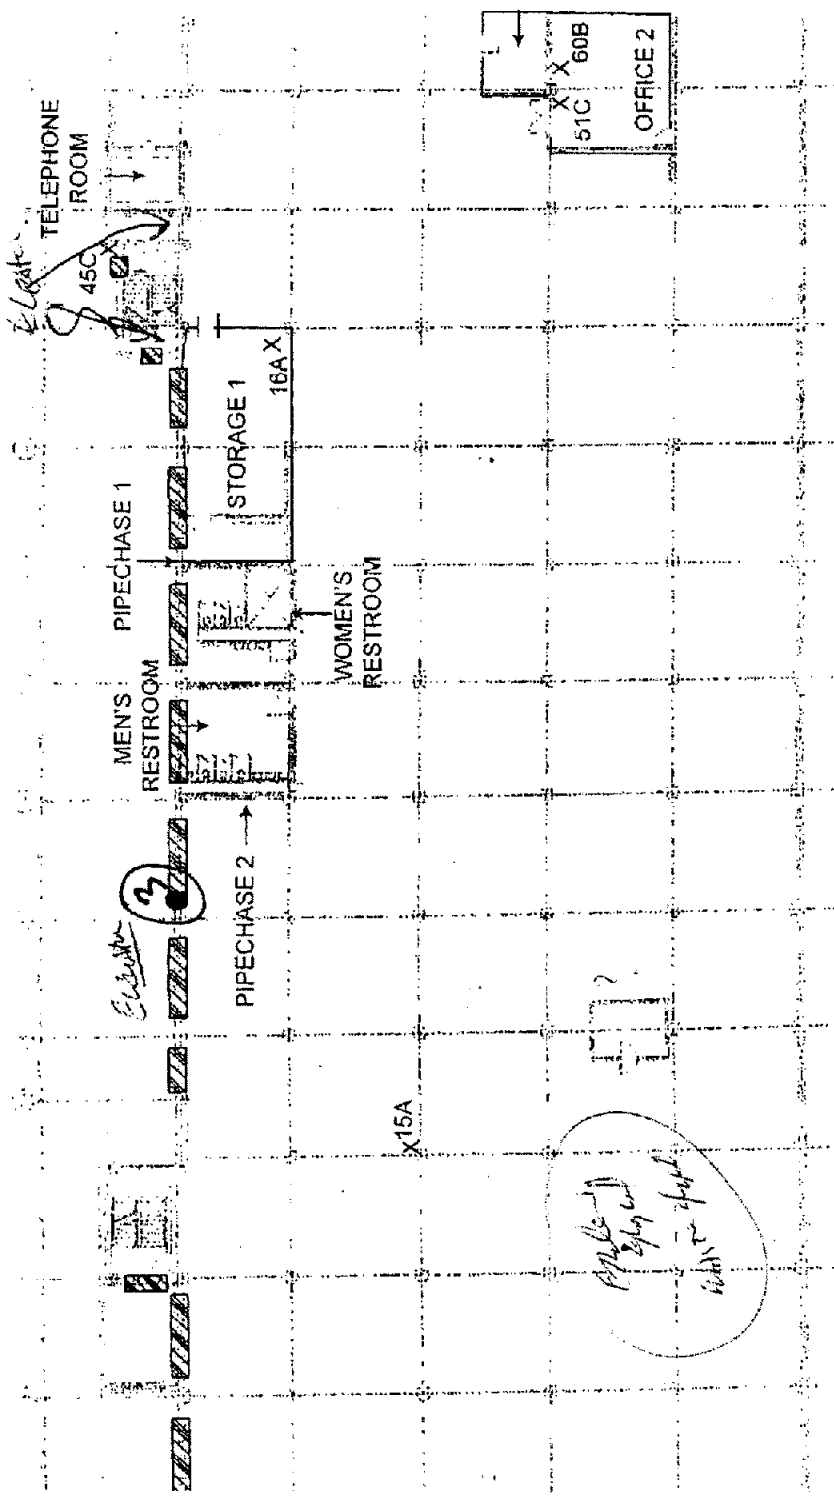 TELEPHONE
ROOM
45C X
16A X
STORAGE 1
PIPECHASE 1
WOMEN'S
RESTROOM
MEN'S
RESTROOM
3
PIPECHASE 2
X 15A
?
X 60B
X 51C
OFFICE 2